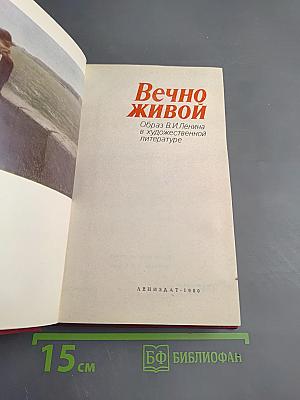 Вечно
живой
Образ В.И.Ленина
в художественной
литературе
ЛЕНИЗДАТ·1980
15 см
БФ БИБЛИОФАН